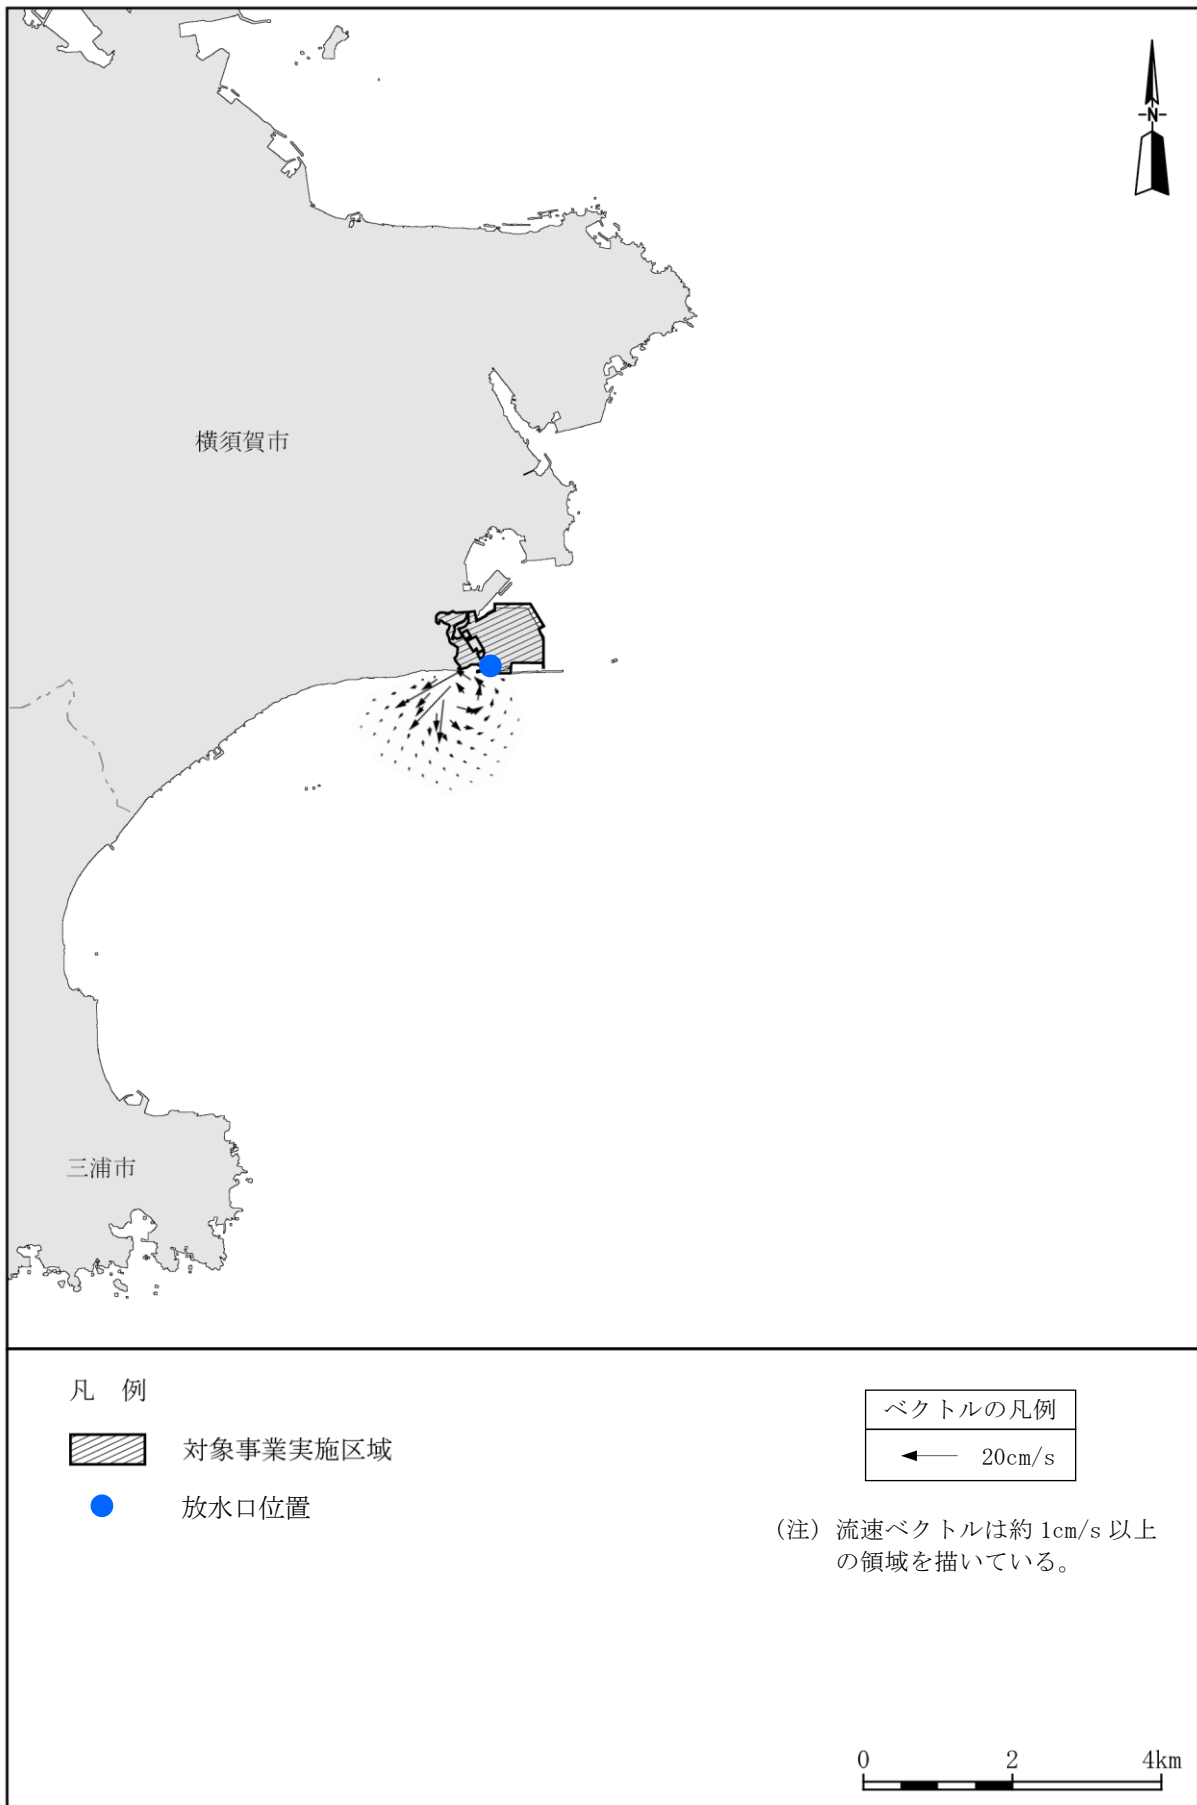 N
横須賀市
三浦市
凡 例
対象事業実施区域
放水口位置
ベクトルの凡例
20cm/s
(注) 流速ベクトルは約 1cm/s 以上
の領域を描いている。
0 2 4km